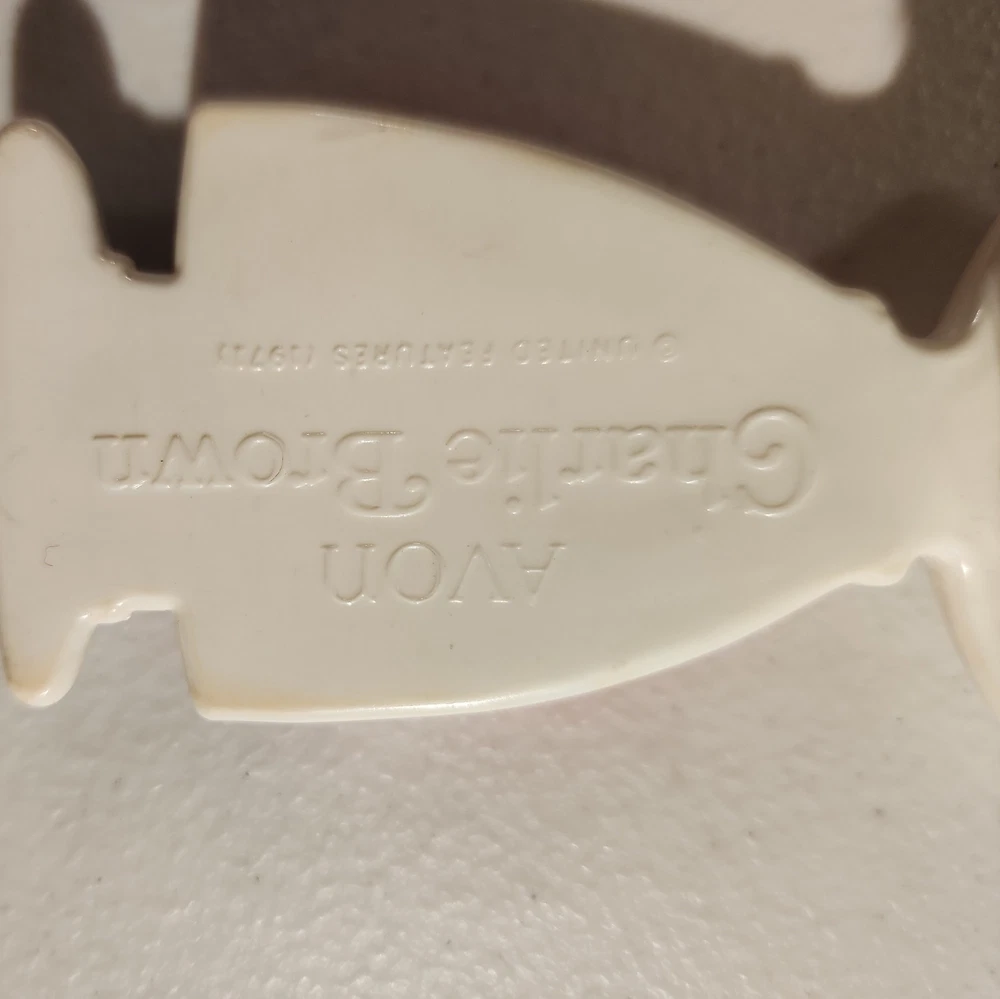 AVON
Charlie Brown
© UNITED FEATURES (1971)